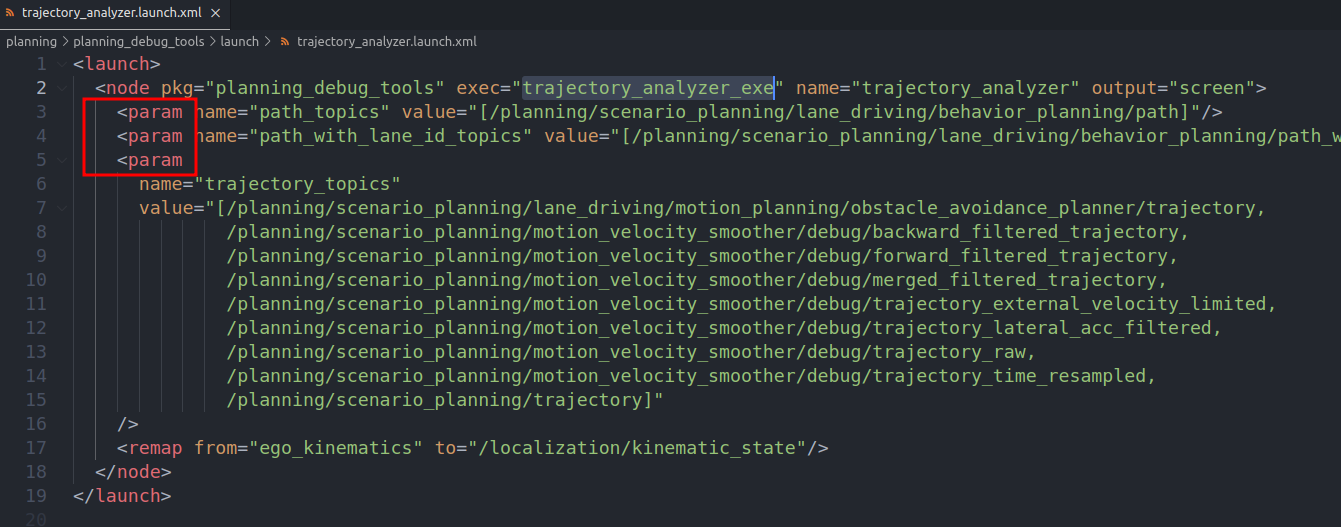 trajectory_analyzer.launch.xml ×
planning > planning_debug_tools > launch > trajectory_analyzer.launch.xml
1 <launch>
2 <node pkg="planning_debug_tools" exec="trajectory_analyzer_exe" name="trajectory_analyzer" output="screen">
3 <param name="path_topics" value="[/planning/scenario_planning/lane_driving/behavior_planning/path]"/>
4 <param name="path_with_lane_id_topics" value="[/planning/scenario_planning/lane_driving/behavior_planning/path_w
5 <param
6 name="trajectory_topics"
7 value="[/planning/scenario_planning/lane_driving/motion_planning/obstacle_avoidance_planner/trajectory,
8 /planning/scenario_planning/motion_velocity_smoother/debug/backward_filtered_trajectory,
9 /planning/scenario_planning/motion_velocity_smoother/debug/forward_filtered_trajectory,
10 /planning/scenario_planning/motion_velocity_smoother/debug/merged_filtered_trajectory,
11 /planning/scenario_planning/motion_velocity_smoother/debug/trajectory_external_velocity_limited,
12 /planning/scenario_planning/motion_velocity_smoother/debug/trajectory_lateral_acc_filtered,
13 /planning/scenario_planning/motion_velocity_smoother/debug/trajectory_raw,
14 /planning/scenario_planning/motion_velocity_smoother/debug/trajectory_time_resampled,
15 /planning/scenario_planning/trajectory]"
16 />
17 <remap from="ego_kinematics" to="/localization/kinematic_state"/>
18 </node>
19 </launch>
20